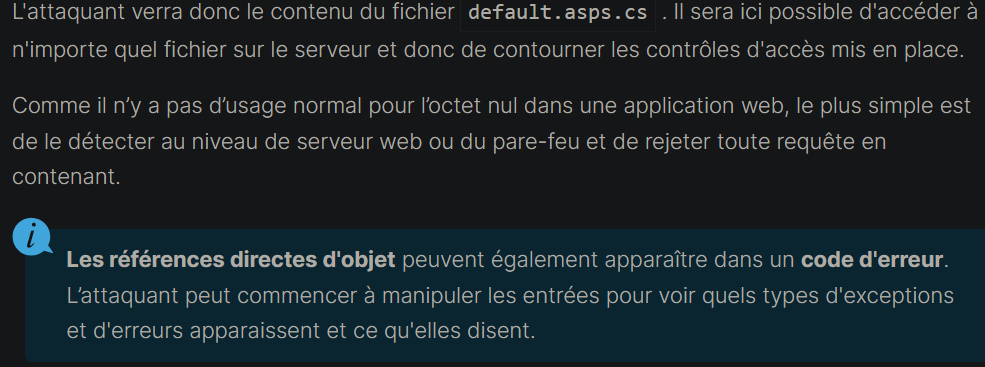 L'attaquant verra donc le contenu du fichier default.asps.cs . Il sera ici possible d'accéder à
n'importe quel fichier sur le serveur et donc de contourner les contrôles d'accès mis en place.
Comme il n’y a pas d’usage normal pour l’octet nul dans une application web, le plus simple est
de le détecter au niveau de serveur web ou du pare-feu et de rejeter toute requête en
contenant.
i
Les références directes d'objet peuvent également apparaître dans un code d'erreur.
L’attaquant peut commencer à manipuler les entrées pour voir quels types d'exceptions
et d'erreurs apparaissent et ce qu'elles disent.